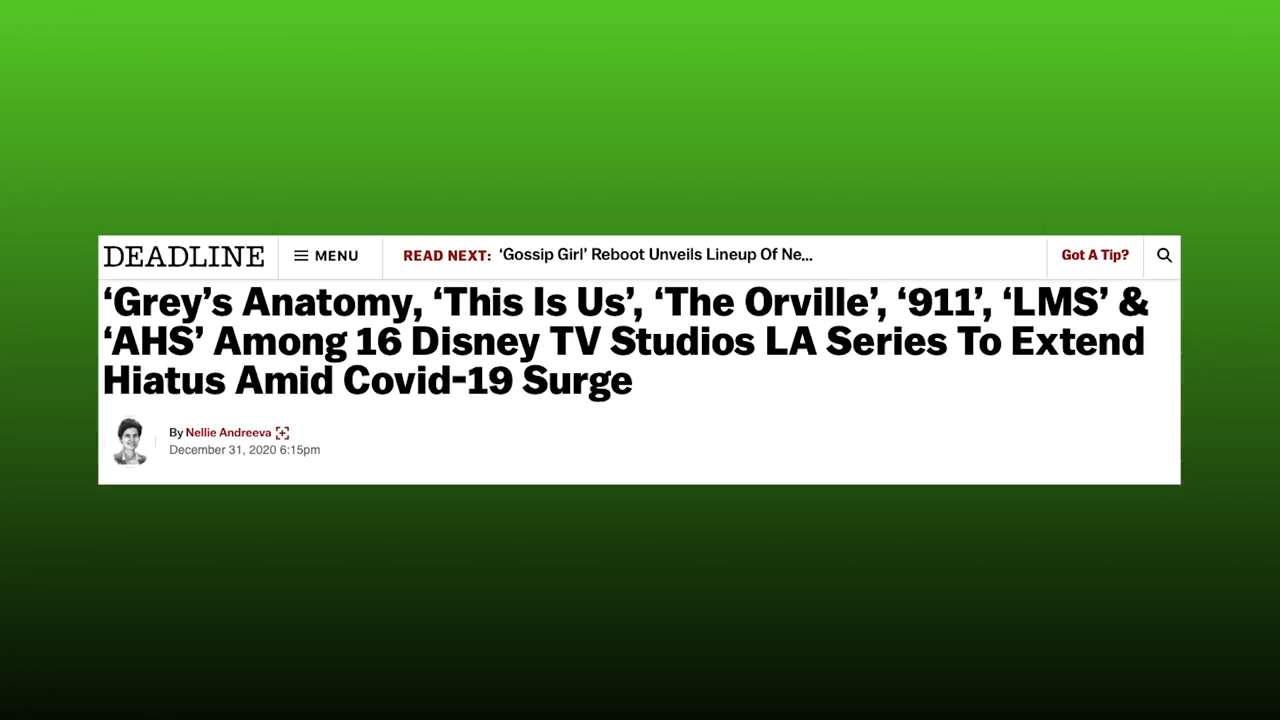 DEADLINE MENU READ NEXT: ‘Gossip Girl’ Reboot Unveils Lineup Of Ne... Got A Tip?
‘Grey’s Anatomy, ‘This Is Us’, ‘The Orville’, ‘911’, ‘LMS’ &
‘AHS’ Among 16 Disney TV Studios LA Series To Extend
Hiatus Amid Covid-19 Surge
By Nellie Andreeva
December 31, 2020 6:15pm